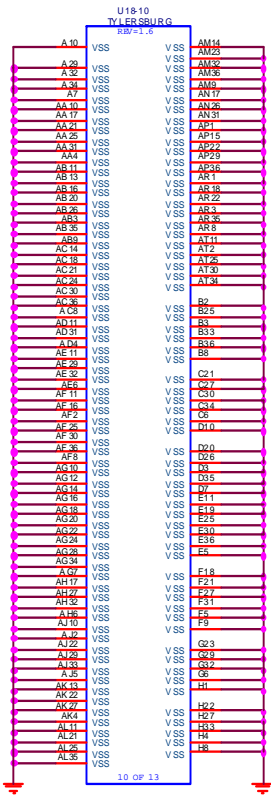 U18-10
TYLERSBURG
REV=1.6
A10 VSS VSS AM14
VSS AM23
A29 VSS VSS AM32
A32 VSS VSS AM36
A34 VSS VSS AM9
A7 VSS VSS AN17
AA10 VSS VSS AN26
AA17 VSS VSS AN31
AA21 VSS VSS AP1
AA25 VSS VSS AP15
AA31 VSS VSS AP22
AA4 VSS VSS AP29
AB11 VSS VSS AP36
AB13 VSS VSS AR1
AB16 VSS VSS AR18
AB20 VSS VSS AR22
AB26 VSS VSS AR3
AB3 VSS VSS AR35
AB35 VSS VSS AR8
AB9 VSS VSS AT11
AC14 VSS VSS AT2
AC18 VSS VSS AT25
AC21 VSS VSS AT30
AC24 VSS VSS AT34
AC30 VSS
AC36 VSS VSS B2
AC8 VSS VSS B25
AD11 VSS VSS B3
AD31 VSS VSS B33
AD4 VSS VSS B36
AE11 VSS VSS B8
AE29 VSS
AE32 VSS VSS C21
AE6 VSS VSS C27
AF11 VSS VSS C30
AF16 VSS VSS C34
AF2 VSS VSS C6
AF25 VSS VSS D10
AF30 VSS
AF36 VSS VSS D20
AF8 VSS VSS D26
AG10 VSS VSS D3
AG12 VSS VSS D35
AG14 VSS VSS D7
AG16 VSS VSS E11
AG18 VSS VSS E19
AG20 VSS VSS E25
AG22 VSS VSS E30
AG24 VSS VSS E36
AG28 VSS VSS E5
AG34 VSS
AG7 VSS VSS F18
AH17 VSS VSS F21
AH27 VSS VSS F27
AH32 VSS VSS F31
AH6 VSS VSS F5
AJ10 VSS VSS F9
AJ2 VSS
AJ22 VSS VSS G23
AJ29 VSS VSS G29
AJ33 VSS VSS G32
AJ5 VSS VSS G6
AK13 VSS VSS H1
AK22 VSS
AK27 VSS VSS H22
AK4 VSS VSS H27
AL11 VSS VSS H33
AL21 VSS VSS H4
AL25 VSS VSS H8
AL35 VSS
10 OF 13